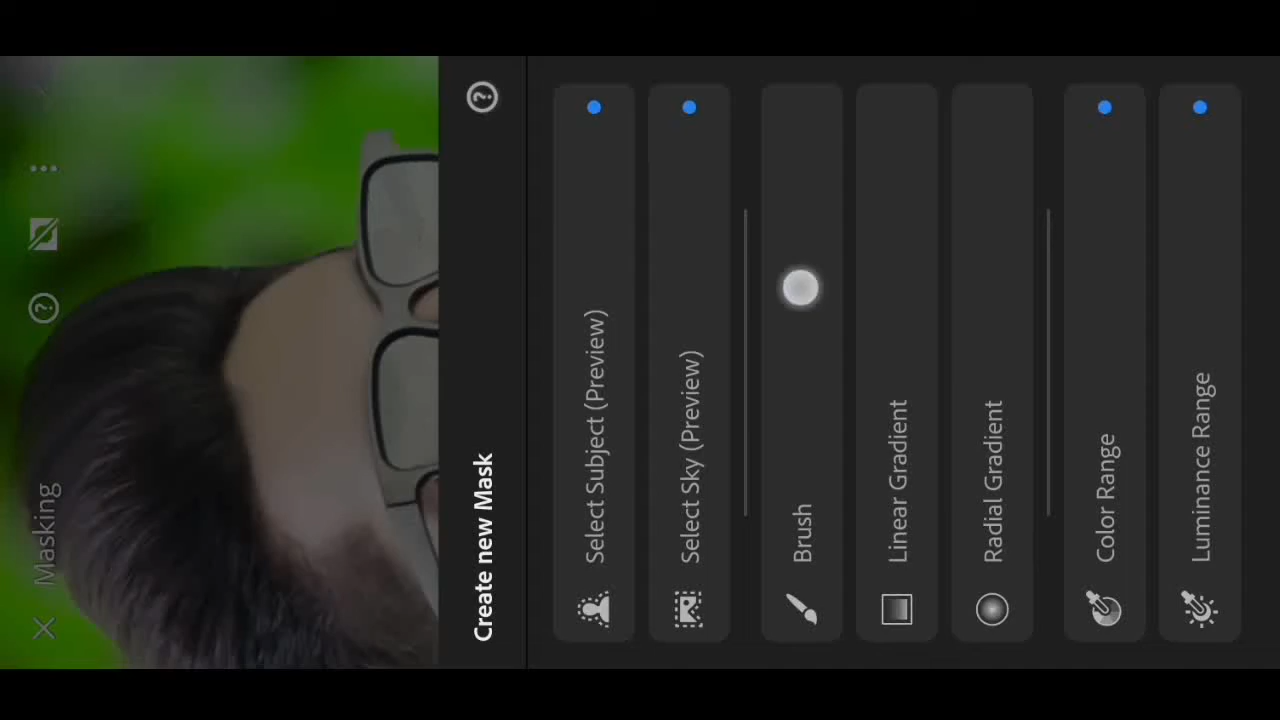 Masking
Create new Mask
Select Subject (Preview)
Select Sky (Preview)
Brush
Linear Gradient
Radial Gradient
Color Range
Luminance Range